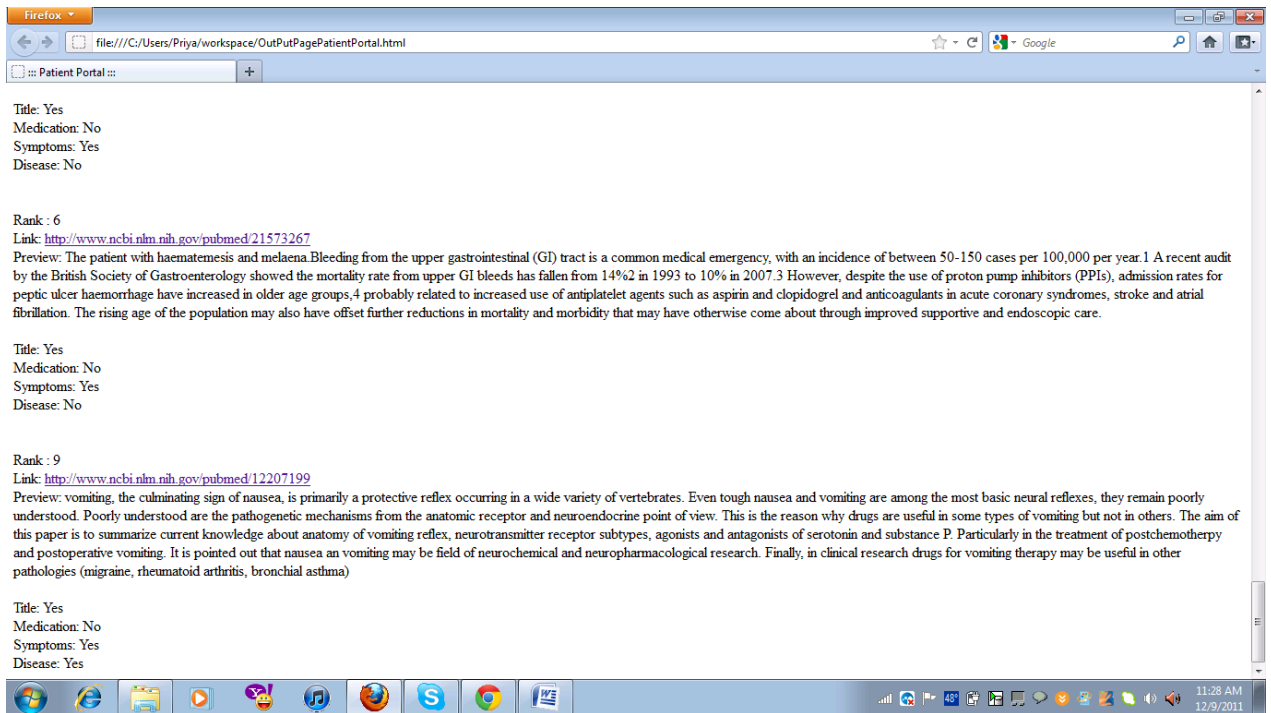 Firefox
file:///C:/Users/Priya/workspace/OutPutPagePatientPortal.html
Google
::: Patient Portal :::
Title: Yes
Medication: No
Symptoms: Yes
Disease: No
Rank : 6
Link: http://www.ncbi.nlm.nih.gov/pubmed/21573267
Preview: The patient with haematemesis and melaena.Bleeding from the upper gastrointestinal (GI) tract is a common medical emergency, with an incidence of between 50-150 cases per 100,000 per year.1 A recent audit
by the British Society of Gastroenterology showed the mortality rate from upper GI bleeds has fallen from 14%2 in 1993 to 10% in 2007.3 However, despite the use of proton pump inhibitors (PPIs), admission rates for
peptic ulcer haemorrhage have increased in older age groups,4 probably related to increased use of antiplatelet agents such as aspirin and clopidogrel and anticoagulants in acute coronary syndromes, stroke and atrial
fibrillation. The rising age of the population may also have offset further reductions in mortality and morbidity that may have otherwise come about through improved supportive and endoscopic care.
Title: Yes
Medication: No
Symptoms: Yes
Disease: No
Rank : 9
Link: http://www.ncbi.nlm.nih.gov/pubmed/12207199
Preview: vomiting, the culminating sign of nausea, is primarily a protective reflex occurring in a wide variety of vertebrates. Even tough nausea and vomiting are among the most basic neural reflexes, they remain poorly
understood. Poorly understood are the pathogenetic mechanisms from the anatomic receptor and neuroendocrine point of view. This is the reason why drugs are useful in some types of vomiting but not in others. The aim of
this paper is to summarize current knowledge about anatomy of vomiting reflex, neurotransmitter receptor subtypes, agonists and antagonists of serotonin and substance P. Particularly in the treatment of postchemotherpy
and postoperative vomiting. It is pointed out that nausea an vomiting may be field of neurochemical and neuropharmacological research. Finally, in clinical research drugs for vomiting therapy may be useful in other
pathologies (migraine, rheumatoid arthritis, bronchial asthma)
Title: Yes
Medication: No
Symptoms: Yes
Disease: Yes
48°
11:28 AM
12/9/2011